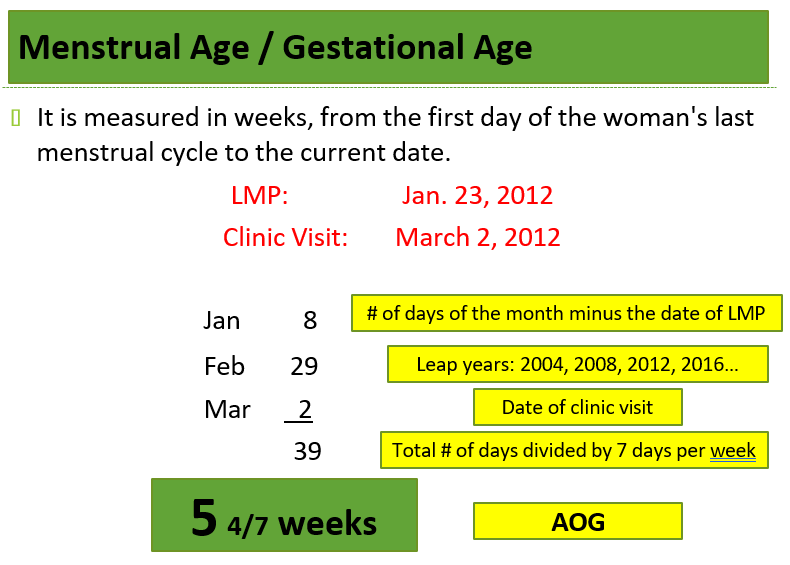 Menstrual Age / Gestational Age
It is measured in weeks, from the first day of the woman's last
menstrual cycle to the current date.
LMP: Jan. 23, 2012
Clinic Visit: March 2, 2012
Jan 8 # of days of the month minus the date of LMP
Feb 29 Leap years: 2004, 2008, 2012, 2016...
Mar 2 Date of clinic visit
39 Total # of days divided by 7 days per week
5 4/7 weeks AOG